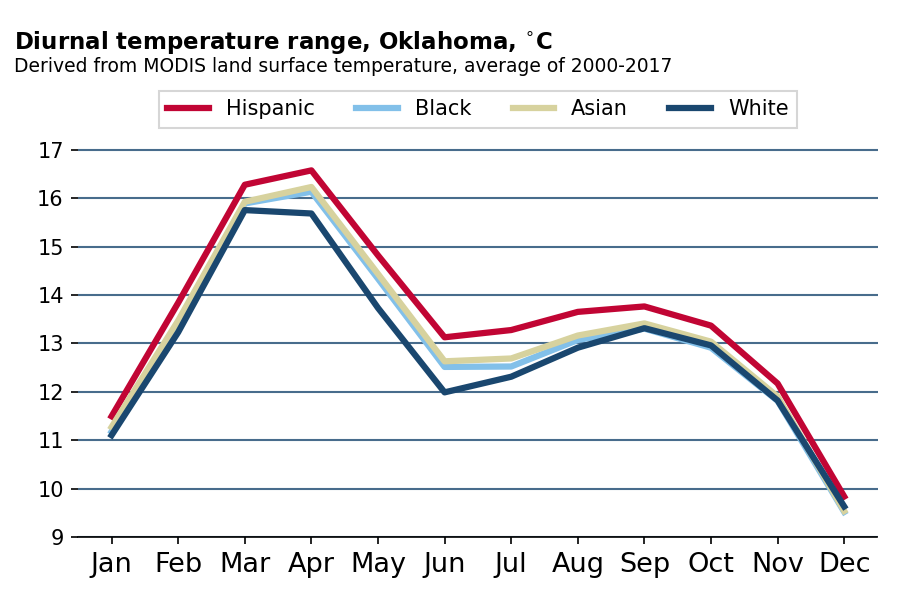 Diurnal temperature range, Oklahoma, °C
Derived from MODIS land surface temperature, average of 2000-2017
Hispanic Black Asian White
17
16
15
14
13
12
11
10
9
Jan Feb Mar Apr May Jun Jul Aug Sep Oct Nov Dec